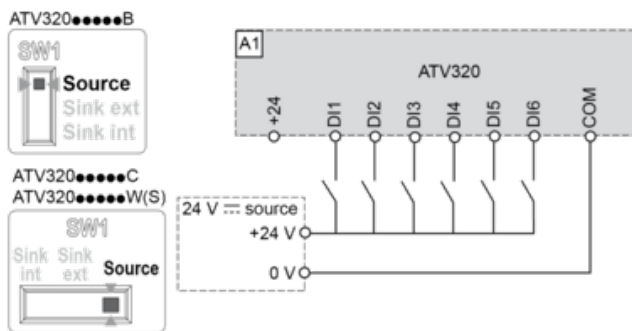 ATV320●●●●●B
SW1
Source
Sink ext
Sink int
ATV320●●●●●C
ATV320●●●●●W(S)
SW1
Sink int
Sink ext
Source
A1
ATV320
+24
DI1
DI2
DI3
DI4
DI5
DI6
COM
24 V ⎓ source
+24 V
0 V